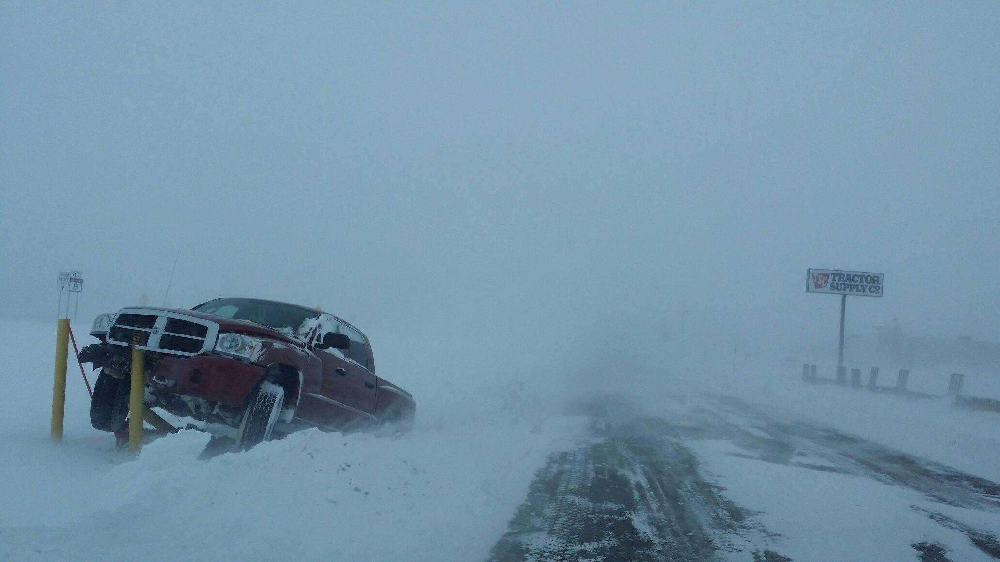 TRUCK
ROUTE
JCT
8
TSC TRACTOR
SUPPLY CO